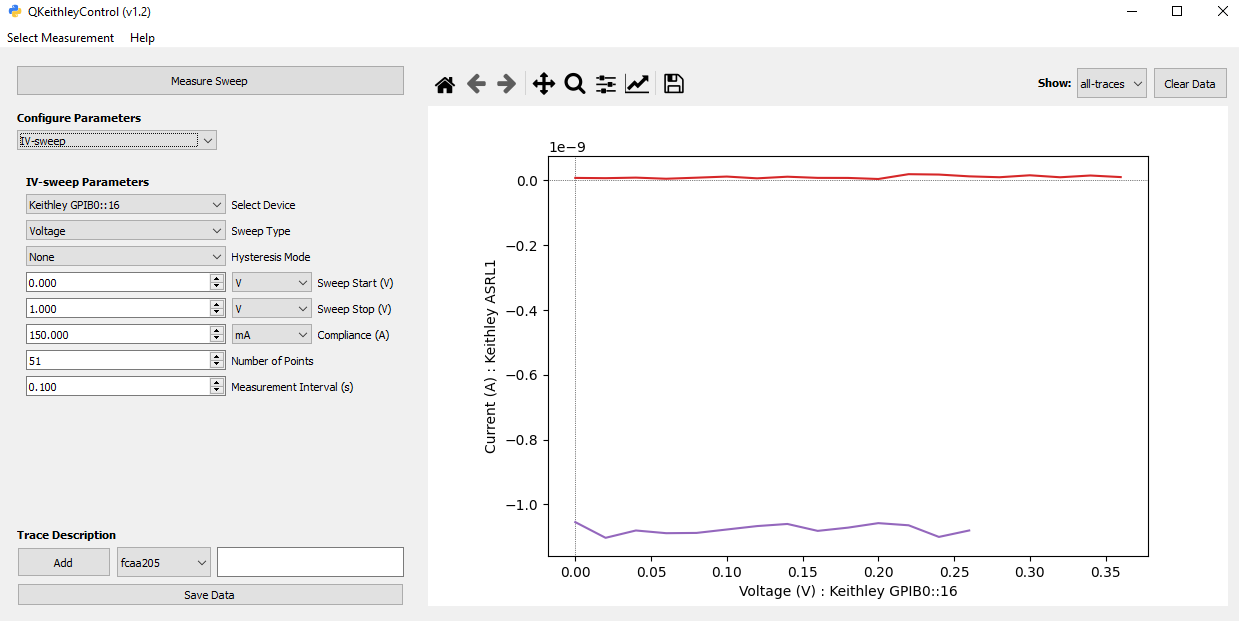 QKeithleyControl (v1.2)
Select Measurement Help
Measure Sweep
Configure Parameters
IV-sweep
IV-sweep Parameters
Keithley GPIB0::16 Select Device
Voltage Sweep Type
None Hysteresis Mode
0.000 V Sweep Start (V)
1.000 V Sweep Stop (V)
150.000 mA Compliance (A)
51 Number of Points
0.100 Measurement Interval (s)
Trace Description
Add fcaa205
Save Data
Show: all-traces Clear Data
1e−9
0.0
−0.2
−0.4
−0.6
−0.8
−1.0
Current (A) : Keithley ASRL1
0.00 0.05 0.10 0.15 0.20 0.25 0.30 0.35
Voltage (V) : Keithley GPIB0::16